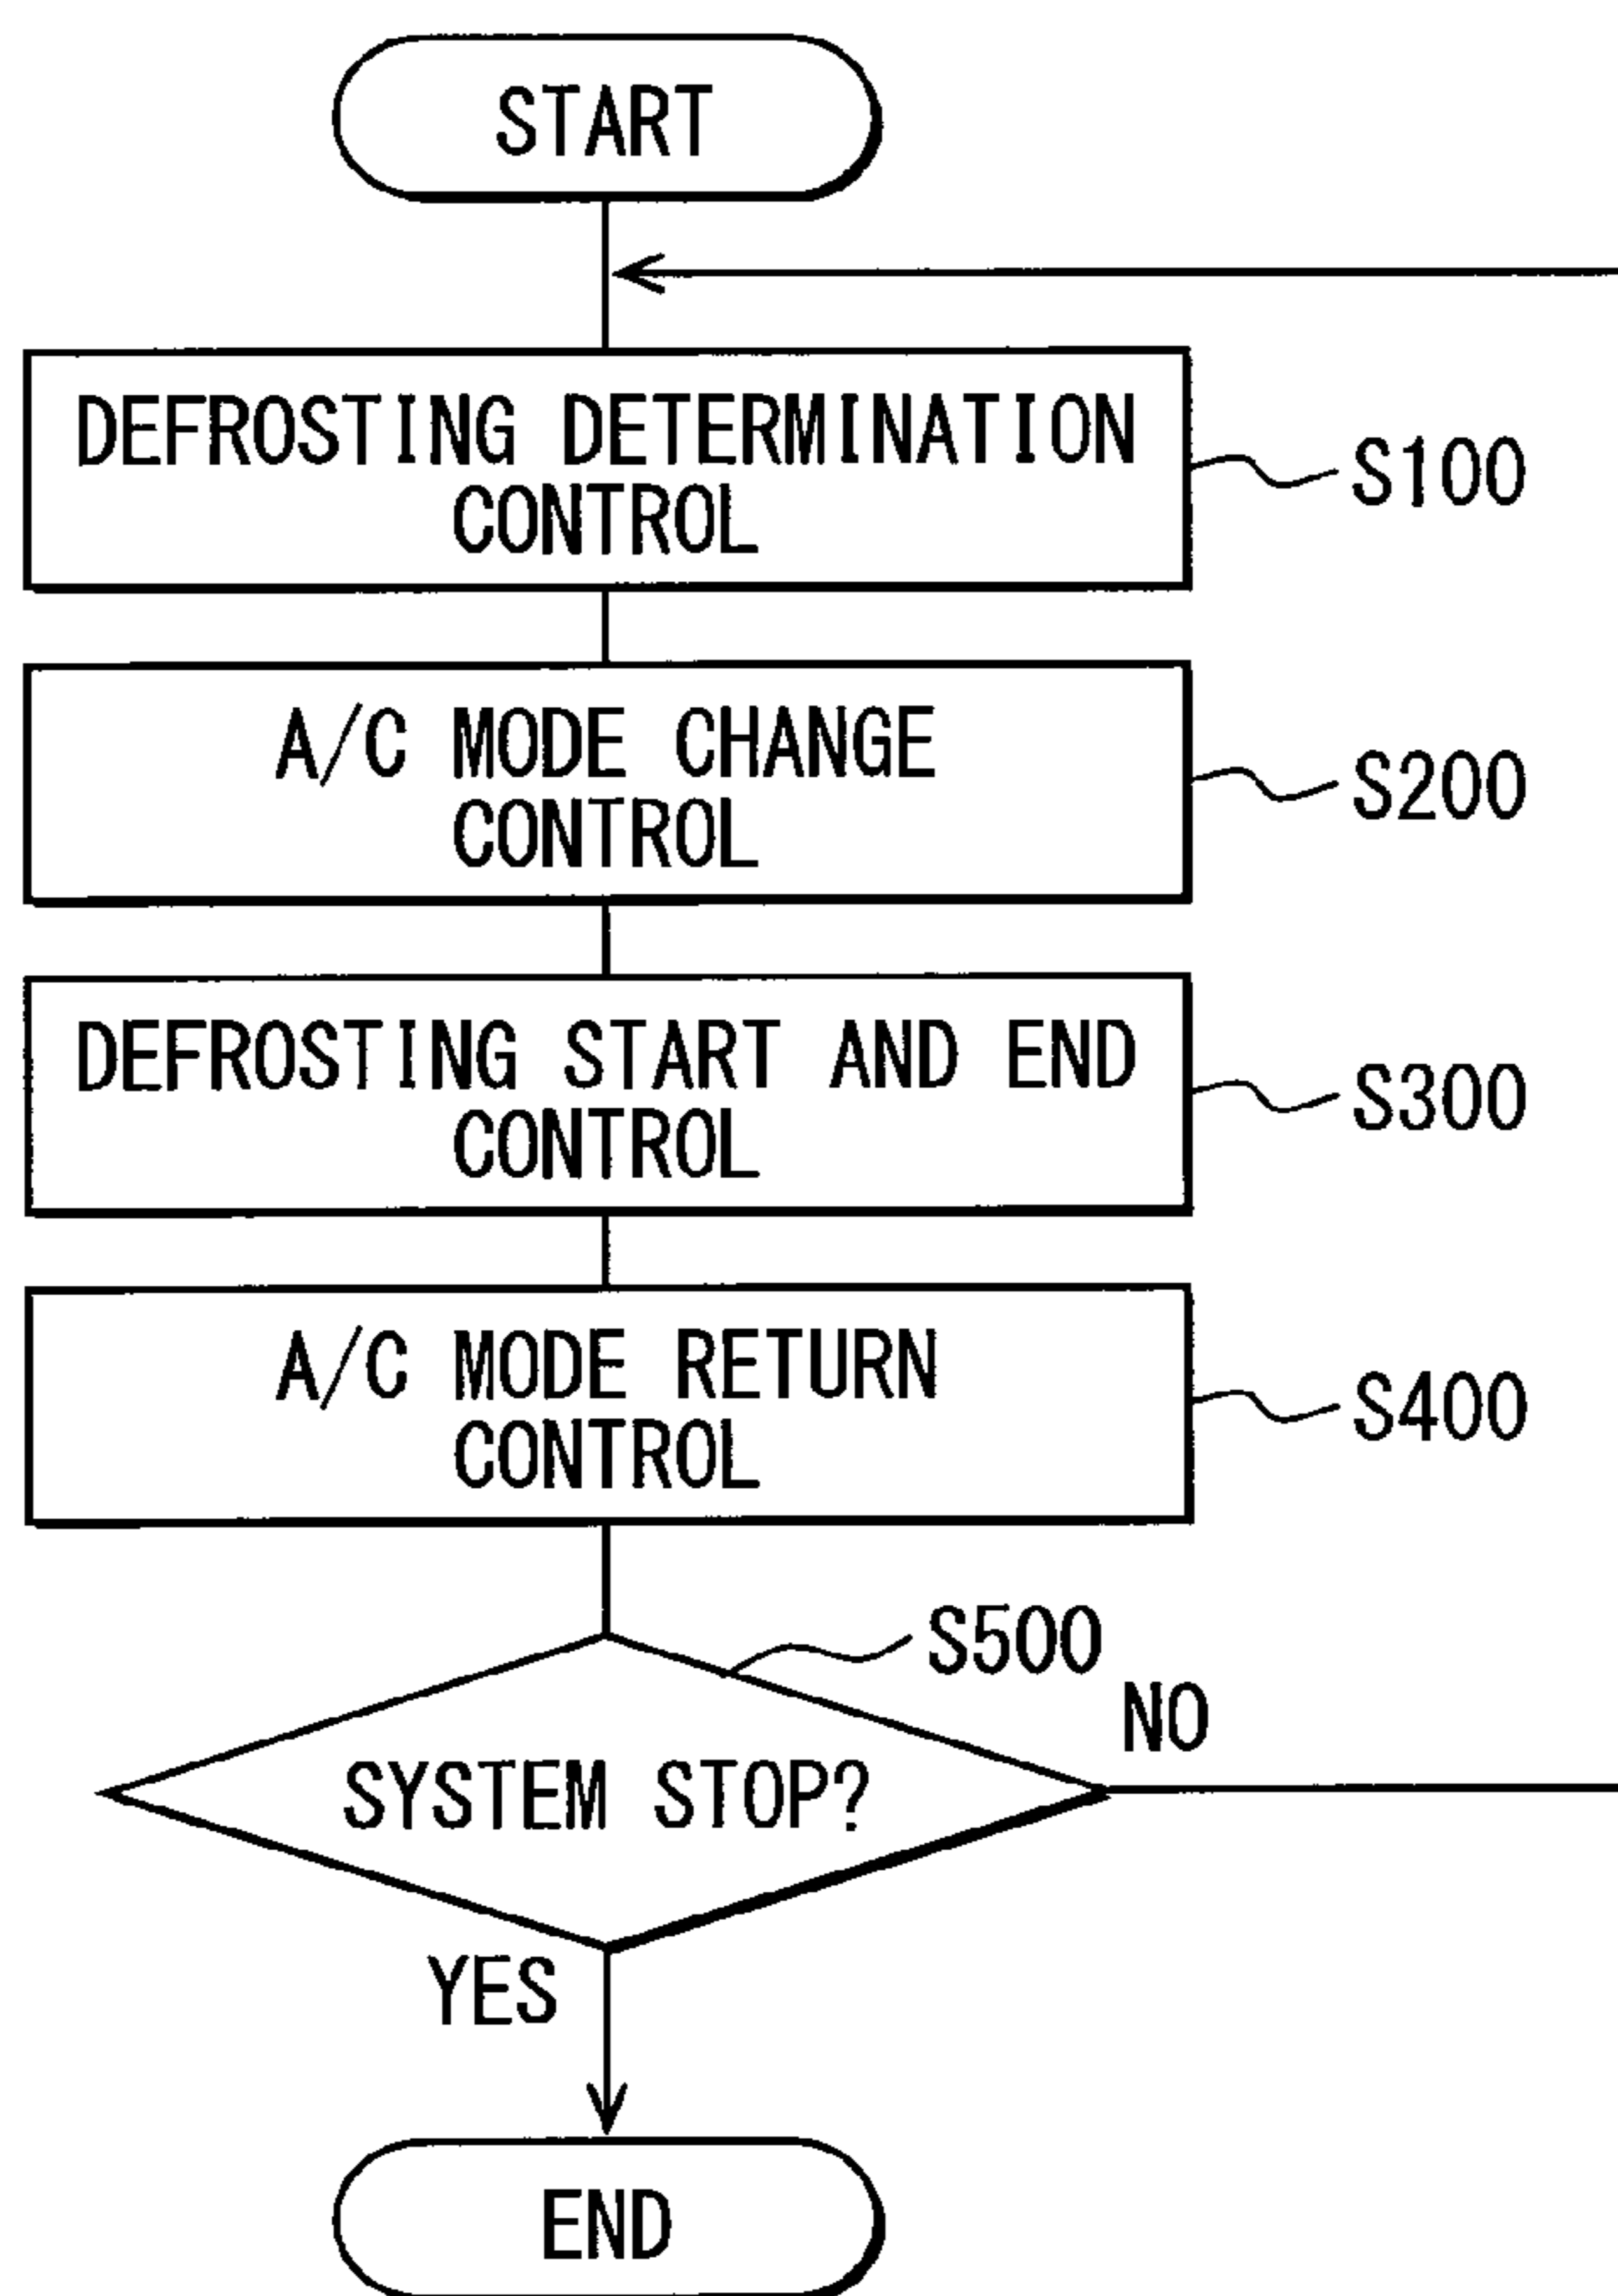 START
DEFROSTING DETERMINATION
CONTROL
S100
A/C MODE CHANGE
CONTROL
S200
DEFROSTING START AND END
CONTROL
S300
A/C MODE RETURN
CONTROL
S400
S500
NO
SYSTEM STOP?
YES
END